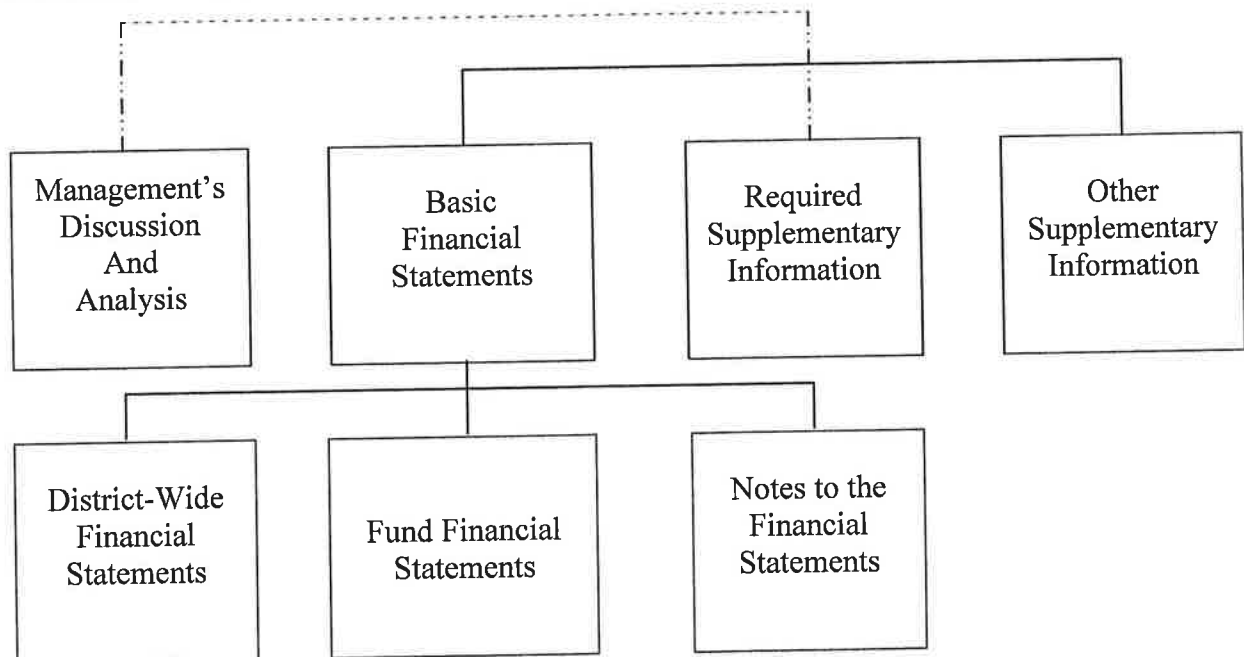 Management’s
Discussion
And
Analysis
Basic
Financial
Statements
Required
Supplementary
Information
Other
Supplementary
Information
District-Wide
Financial
Statements
Fund Financial
Statements
Notes to the
Financial
Statements